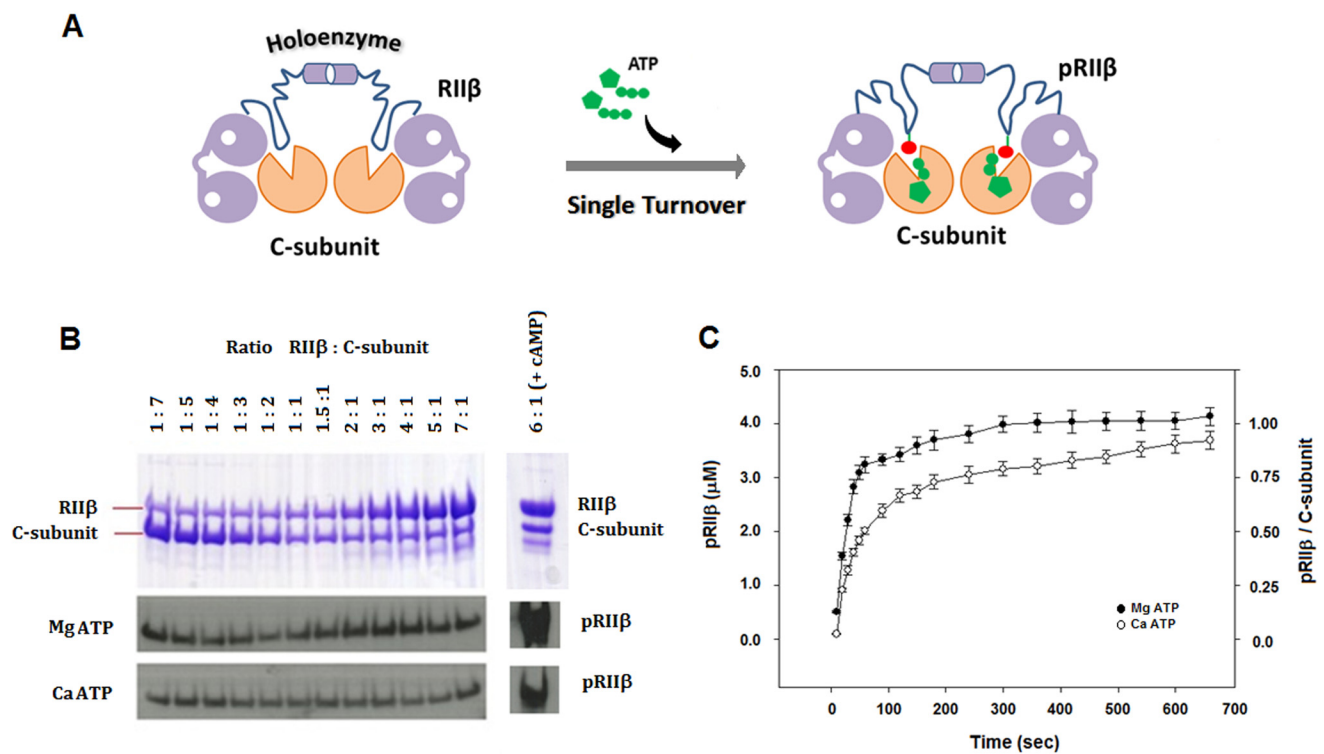 A
Holoenzyme
RIIβ
C-subunit
ATP
Single Turnover
pRIIβ
C-subunit
B
Ratio RIIβ : C-subunit
1 : 7
1 : 5
1 : 4
1 : 3
1 : 2
1 : 1
1.5 :1
2 : 1
3 : 1
4 : 1
5 : 1
7 : 1
6 : 1 (+ cAMP)
RIIβ
C-subunit
RIIβ
C-subunit
Mg ATP
pRIIβ
Ca ATP
pRIIβ
C
pRIIβ (μM)
5.0
4.0
3.0
2.0
1.0
0.0
1.00
0.75
0.50
0.25
0.0
pRIIβ / C-subunit
Mg ATP
Ca ATP
0 100 200 300 400 500 600 700
Time (sec)